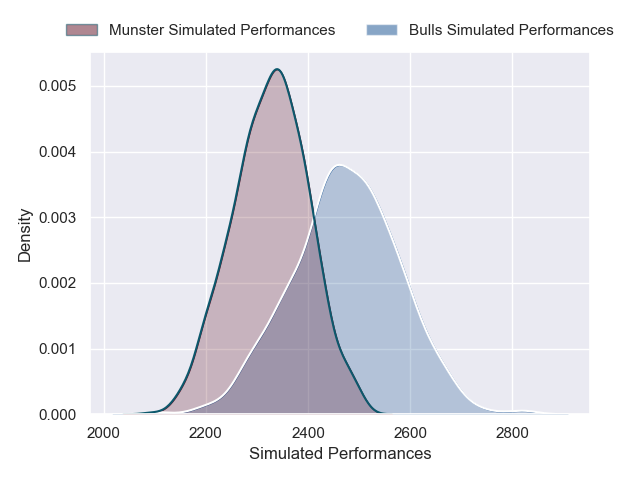 Munster Simulated Performances
Bulls Simulated Performances
Density
0.005
0.004
0.003
0.002
0.001
0.000
2000
2200
2400
2600
2800
Simulated Performances